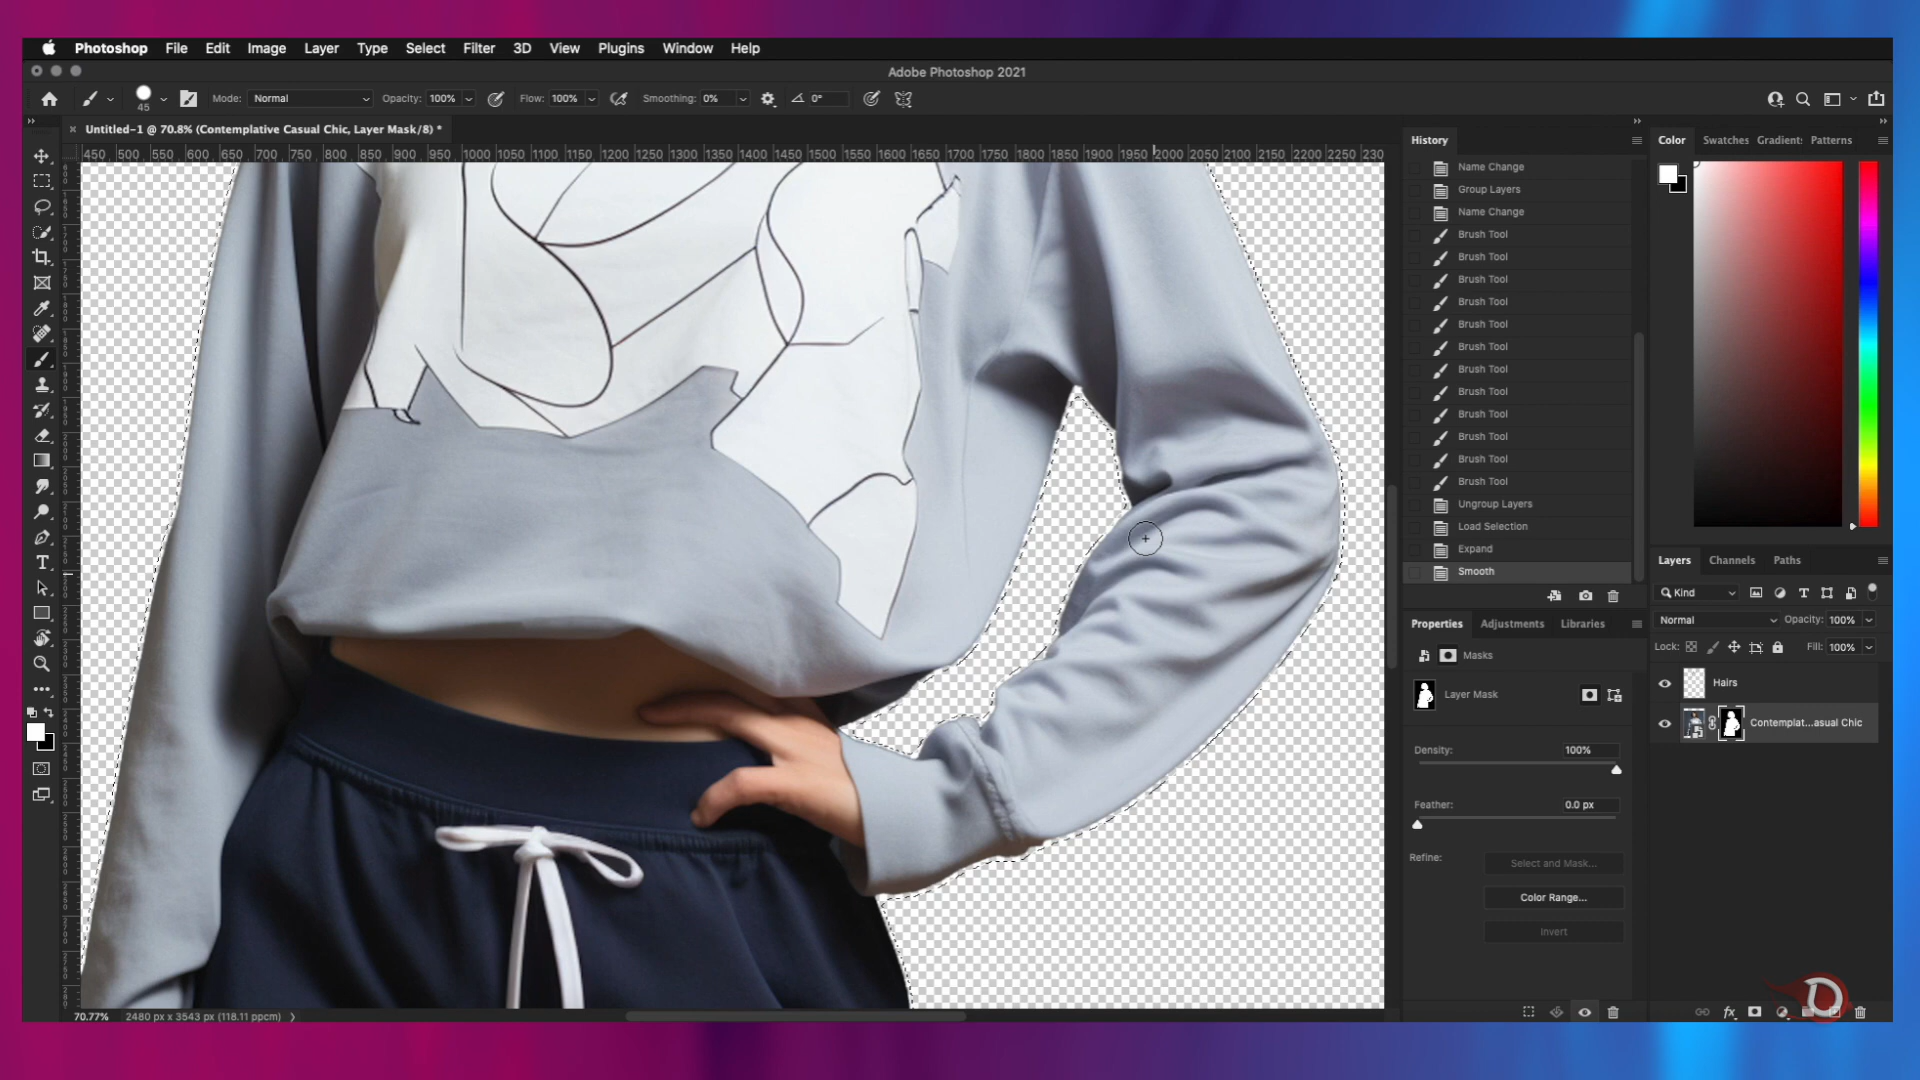 Photoshop File Edit Image Layer Type Select Filter 3D View Plugins Window Help
Adobe Photoshop 2021
45 Mode: Normal Opacity: 100% Flow: 100% Smoothing: 0% 0°
Untitled-1 @ 70.8% (Contemplative Casual Chic, Layer Mask/8) *
450 500 550 600 650 700 750 800 850 900 950 1000 1050 1100 1150 1200 1250 1300 1350 1400 1450 1500 1550 1600 1650 1700 1750 1800 1850 1900 1950 2000 2050 2100 2150 2200 2250 230
History
Name Change
Group Layers
Name Change
Brush Tool
Brush Tool
Brush Tool
Brush Tool
Brush Tool
Brush Tool
Brush Tool
Brush Tool
Brush Tool
Brush Tool
Brush Tool
Brush Tool
Ungroup Layers
Load Selection
Expand
Smooth
Properties Adjustments Libraries
Masks
Layer Mask
Density: 100%
Feather: 0.0 px
Refine: Select and Mask...
Color Range...
Invert
Color Swatches Gradient: Patterns
Layers Channels Paths
Kind
Normal Opacity: 100%
Lock: Fill: 100%
Hairs
Contemplat...asual Chic
fx
D
70.77% 2480 px x 3543 px (118.11 ppcm)